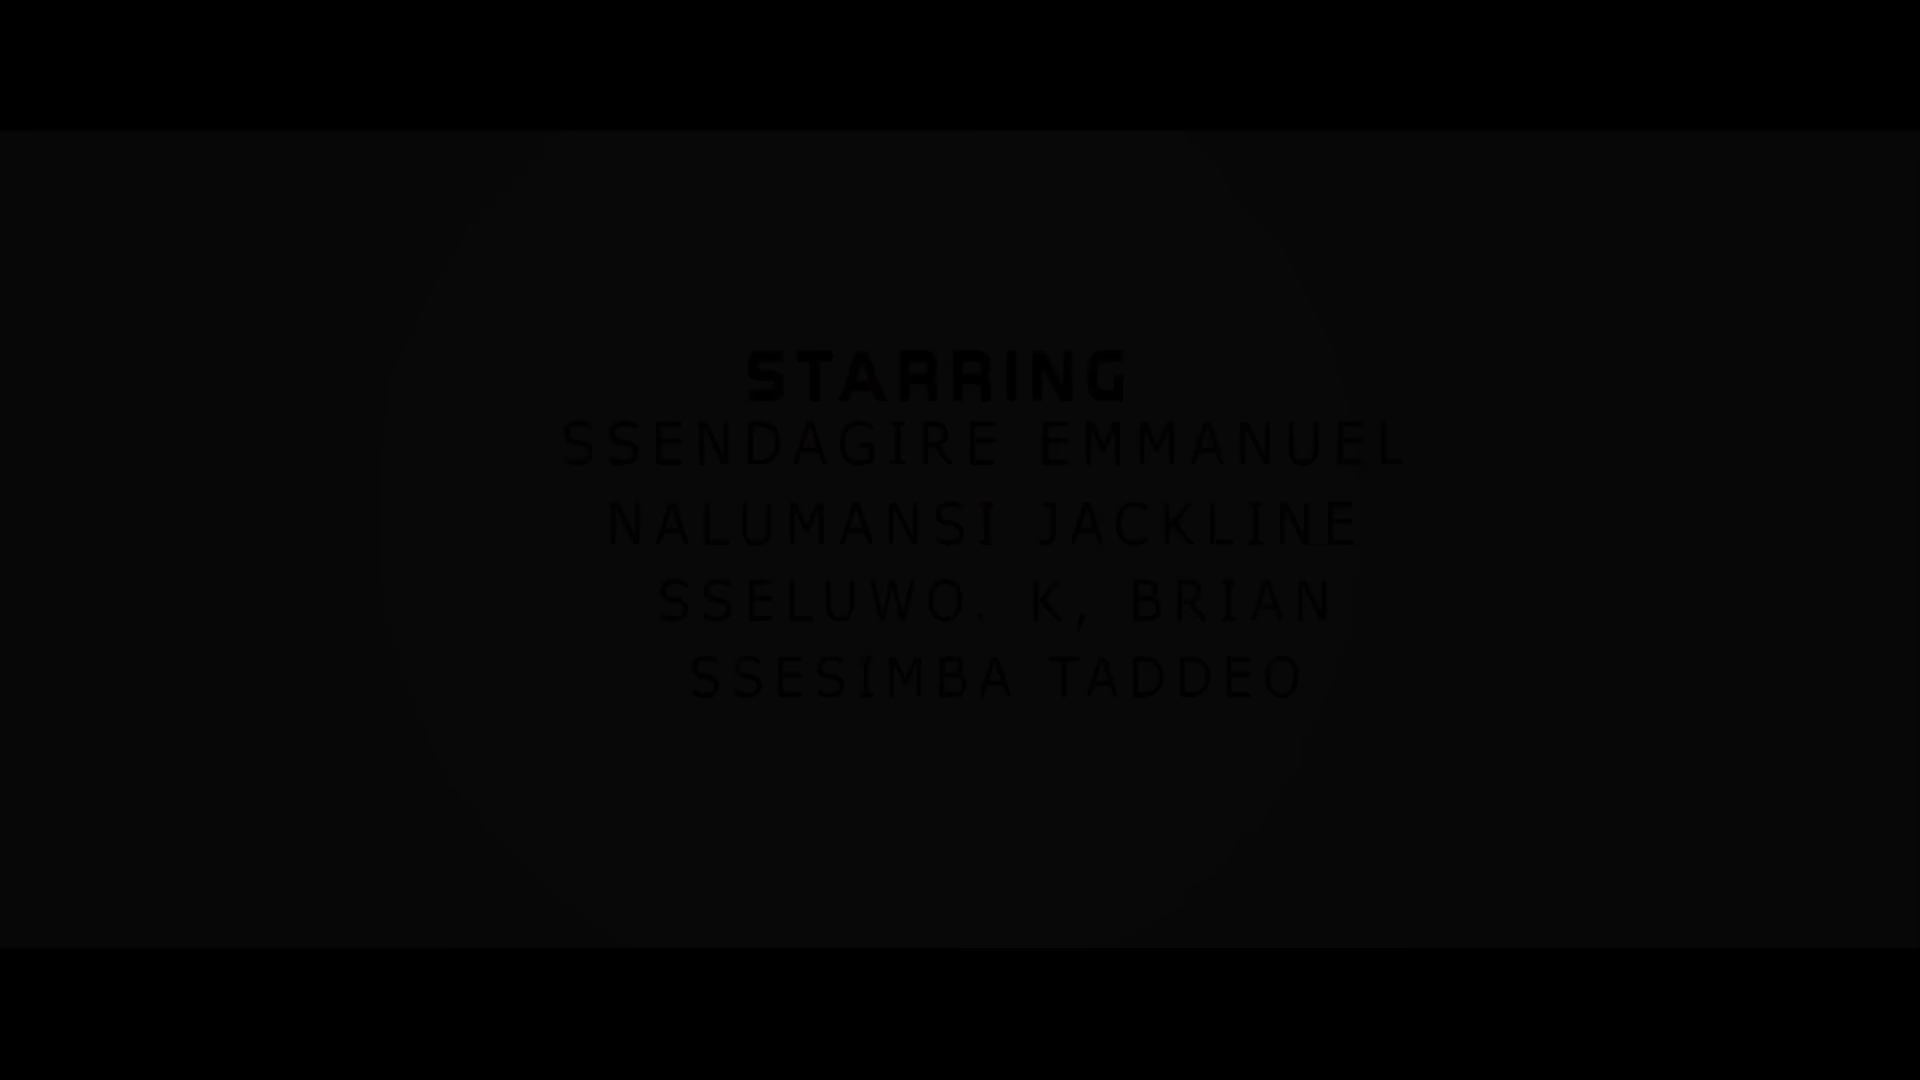 STARRING
SSENDAGIRE EMMANUEL
NALUMANSI JACKLINE
SSELUWO. K, BRIAN
SSESIMBA TADDEO